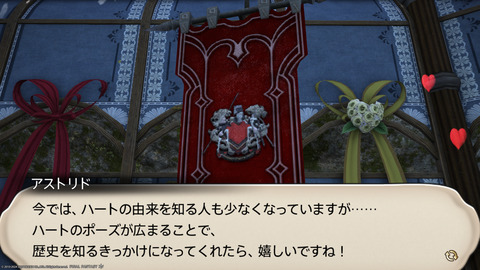 アストリド
今では、ハートの由来を知る人も少なくなっていますが……
ハートのポーズが広まることで、
歴史を知るきっかけになってくれたら、嬉しいですね！